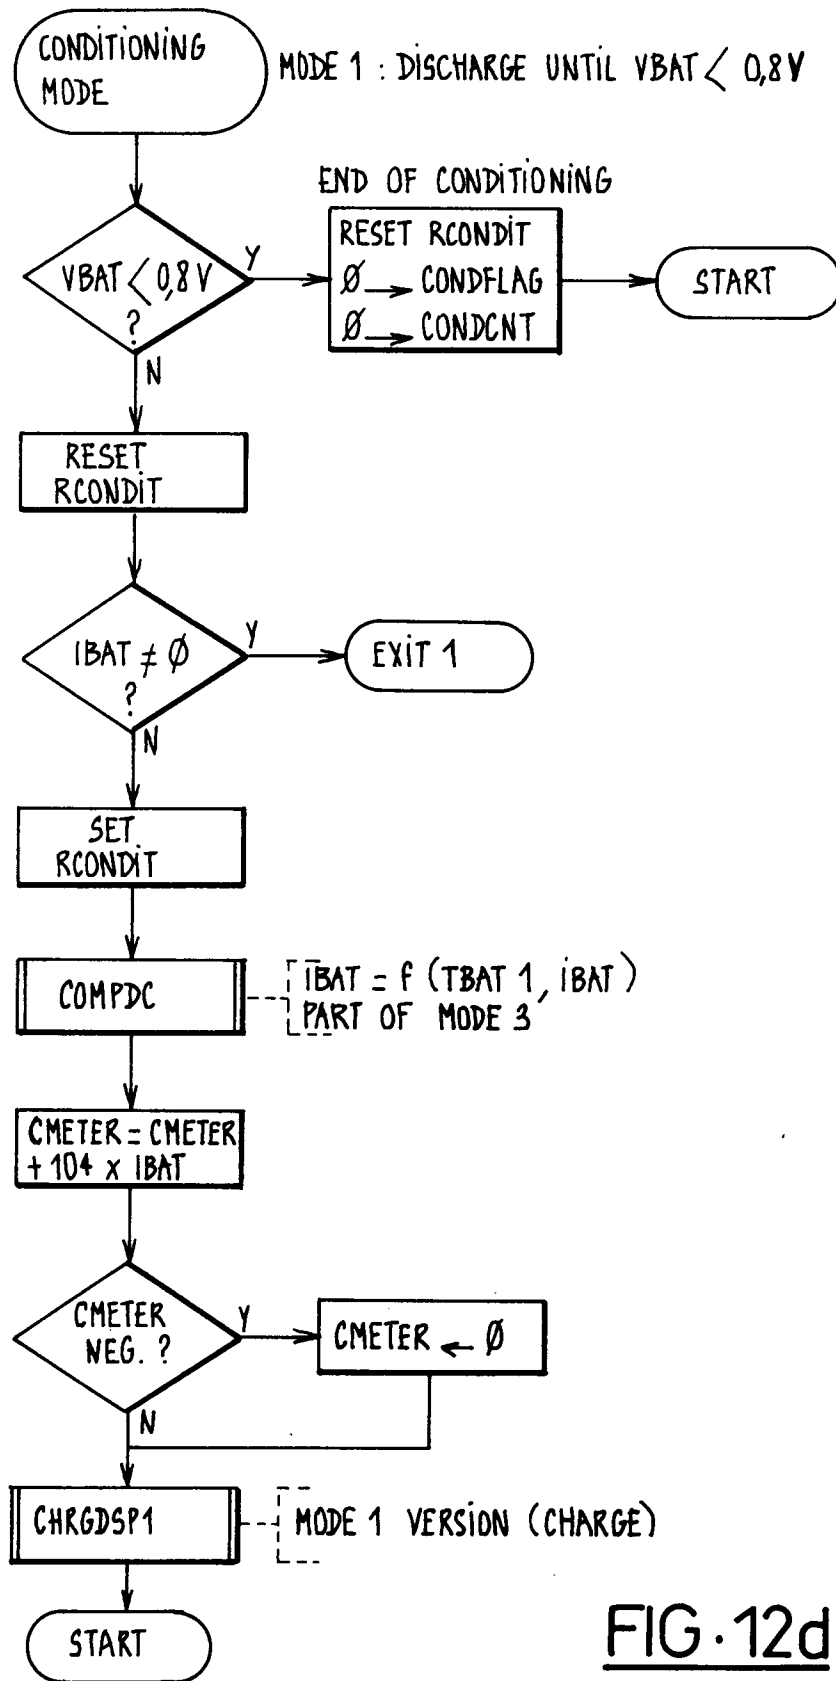 CONDITIONING
MODE
MODE 1 : DISCHARGE UNTIL VBAT < 0,8 V
END OF CONDITIONING
VBAT < 0,8 V
?
Y
RESET RCONDIT
Ø → CONDFLAG
Ø → CONDCNT
START
N
RESET
RCONDIT
IBAT ≠ Ø
?
Y
EXIT 1
N
SET
RCONDIT
COMPDC
IBAT = f (TBAT 1, IBAT)
PART OF MODE 3
CMETER = CMETER
+ 104 x IBAT
CMETER
NEG. ?
Y
CMETER ← Ø
N
CHRGDSP1
MODE 1 VERSION (CHARGE)
START
FIG. 12d